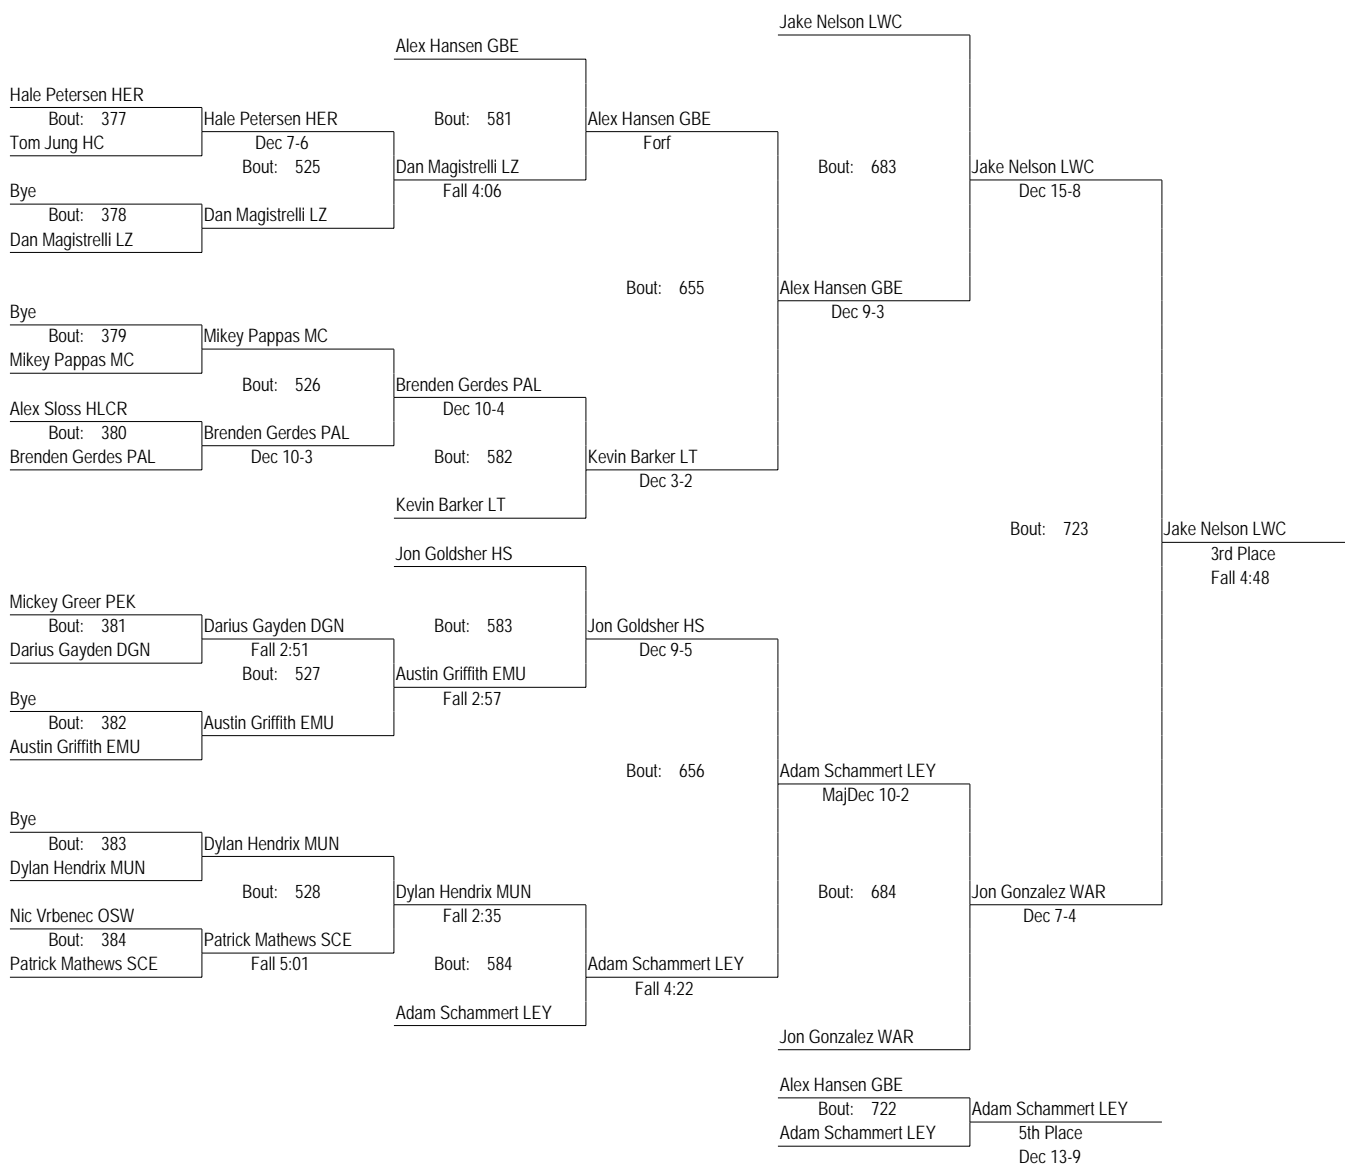 Jake Nelson LWC
Alex Hansen GBE
Hale Petersen HER
Bout: 377
Hale Petersen HER
Bout: 581
Alex Hansen GBE
Tom Jung HC
Dec 7-6
Forf
Bout: 525
Dan Magistrelli LZ
Bout: 683
Jake Nelson LWC
Bye
Fall 4:06
Dec 15-8
Bout: 378
Dan Magistrelli LZ
Dan Magistrelli LZ
Bout: 655
Alex Hansen GBE
Bye
Dec 9-3
Bout: 379
Mikey Pappas MC
Mikey Pappas MC
Bout: 526
Brenden Gerdes PAL
Alex Sloss HLCR
Dec 10-4
Bout: 380
Brenden Gerdes PAL
Brenden Gerdes PAL
Dec 10-3
Bout: 582
Kevin Barker LT
Dec 3-2
Kevin Barker LT
Bout: 723
Jake Nelson LWC
Jon Goldsher HS
3rd Place
Fall 4:48
Mickey Greer PEK
Bout: 381
Darius Gayden DGN
Bout: 583
Jon Goldsher HS
Darius Gayden DGN
Fall 2:51
Dec 9-5
Bout: 527
Austin Griffith EMU
Bye
Fall 2:57
Bout: 382
Austin Griffith EMU
Austin Griffith EMU
Bout: 656
Adam Schammert LEY
MajDec 10-2
Bye
Bout: 383
Dylan Hendrix MUN
Dylan Hendrix MUN
Bout: 528
Dylan Hendrix MUN
Bout: 684
Jon Gonzalez WAR
Nic Vrbenec OSW
Fall 2:35
Dec 7-4
Bout: 384
Patrick Mathews SCE
Patrick Mathews SCE
Fall 5:01
Bout: 584
Adam Schammert LEY
Fall 4:22
Adam Schammert LEY
Jon Gonzalez WAR
Alex Hansen GBE
Bout: 722
Adam Schammert LEY
Adam Schammert LEY
5th Place
Dec 13-9